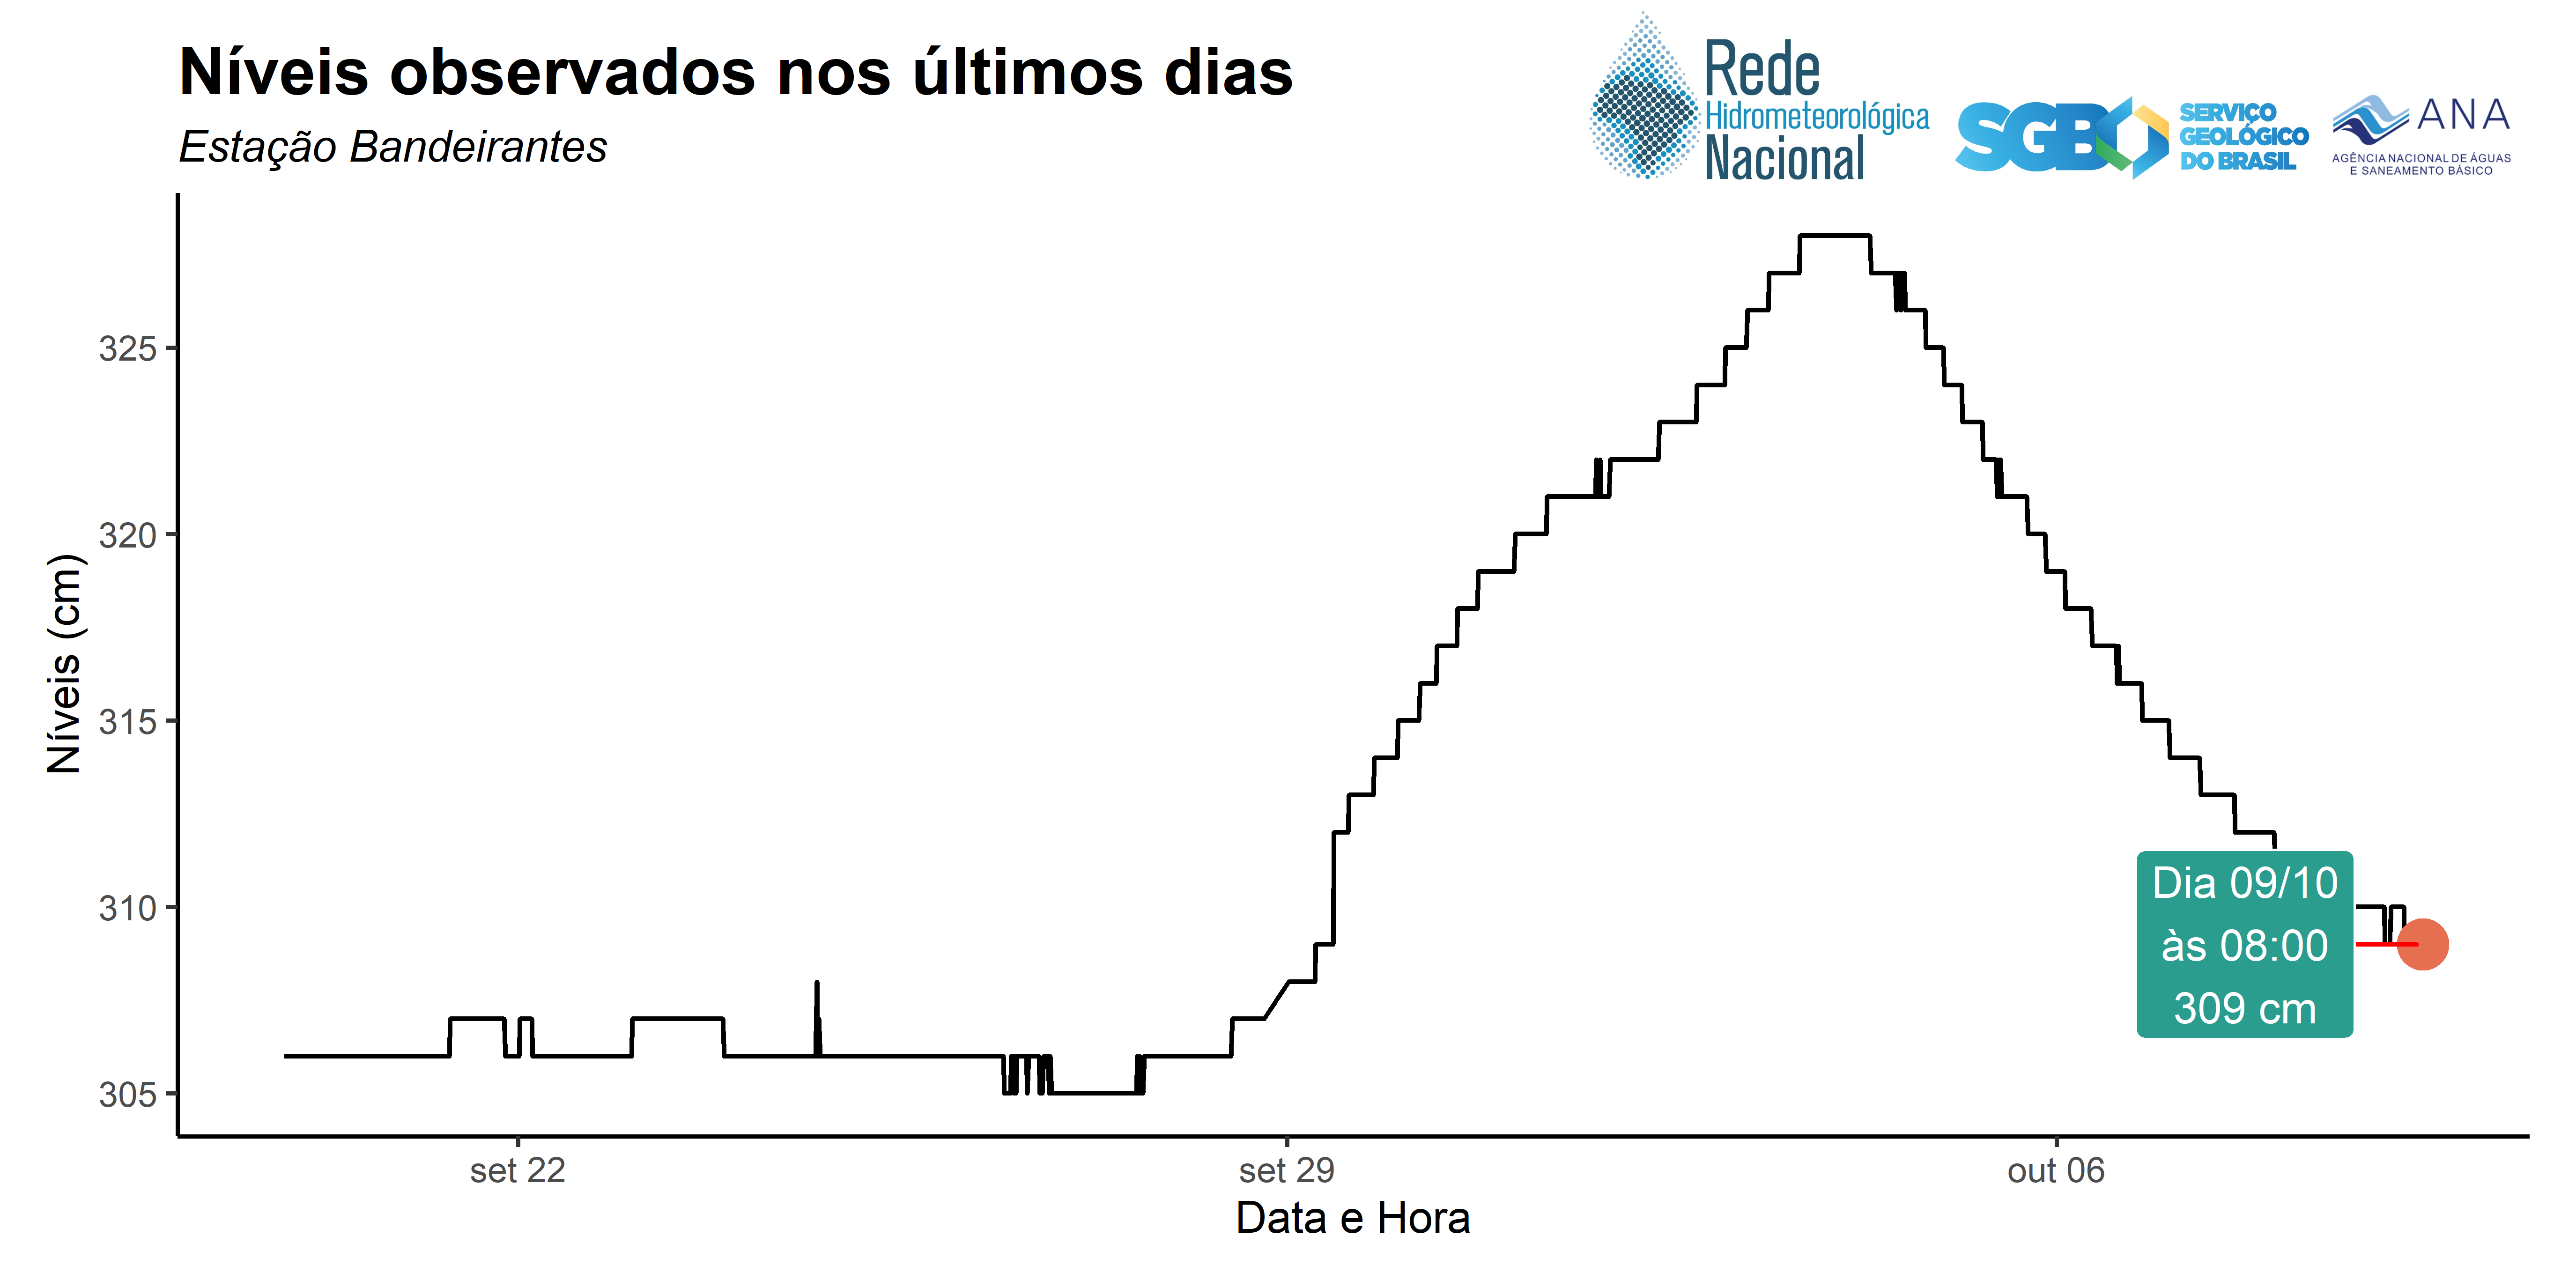 Níveis observados nos últimos dias
Estação Bandeirantes
Rede
Hidrometeorológica
Nacional
SGB
SERVIÇO
GEOLÓGICO
DO BRASIL
ANA
AGÊNCIA NACIONAL DE ÁGUAS
E SANEAMENTO BÁSICO
Níveis (cm)
325
320
315
310
305
Dia 09/10
às 08:00
309 cm
set 22
set 29
out 06
Data e Hora